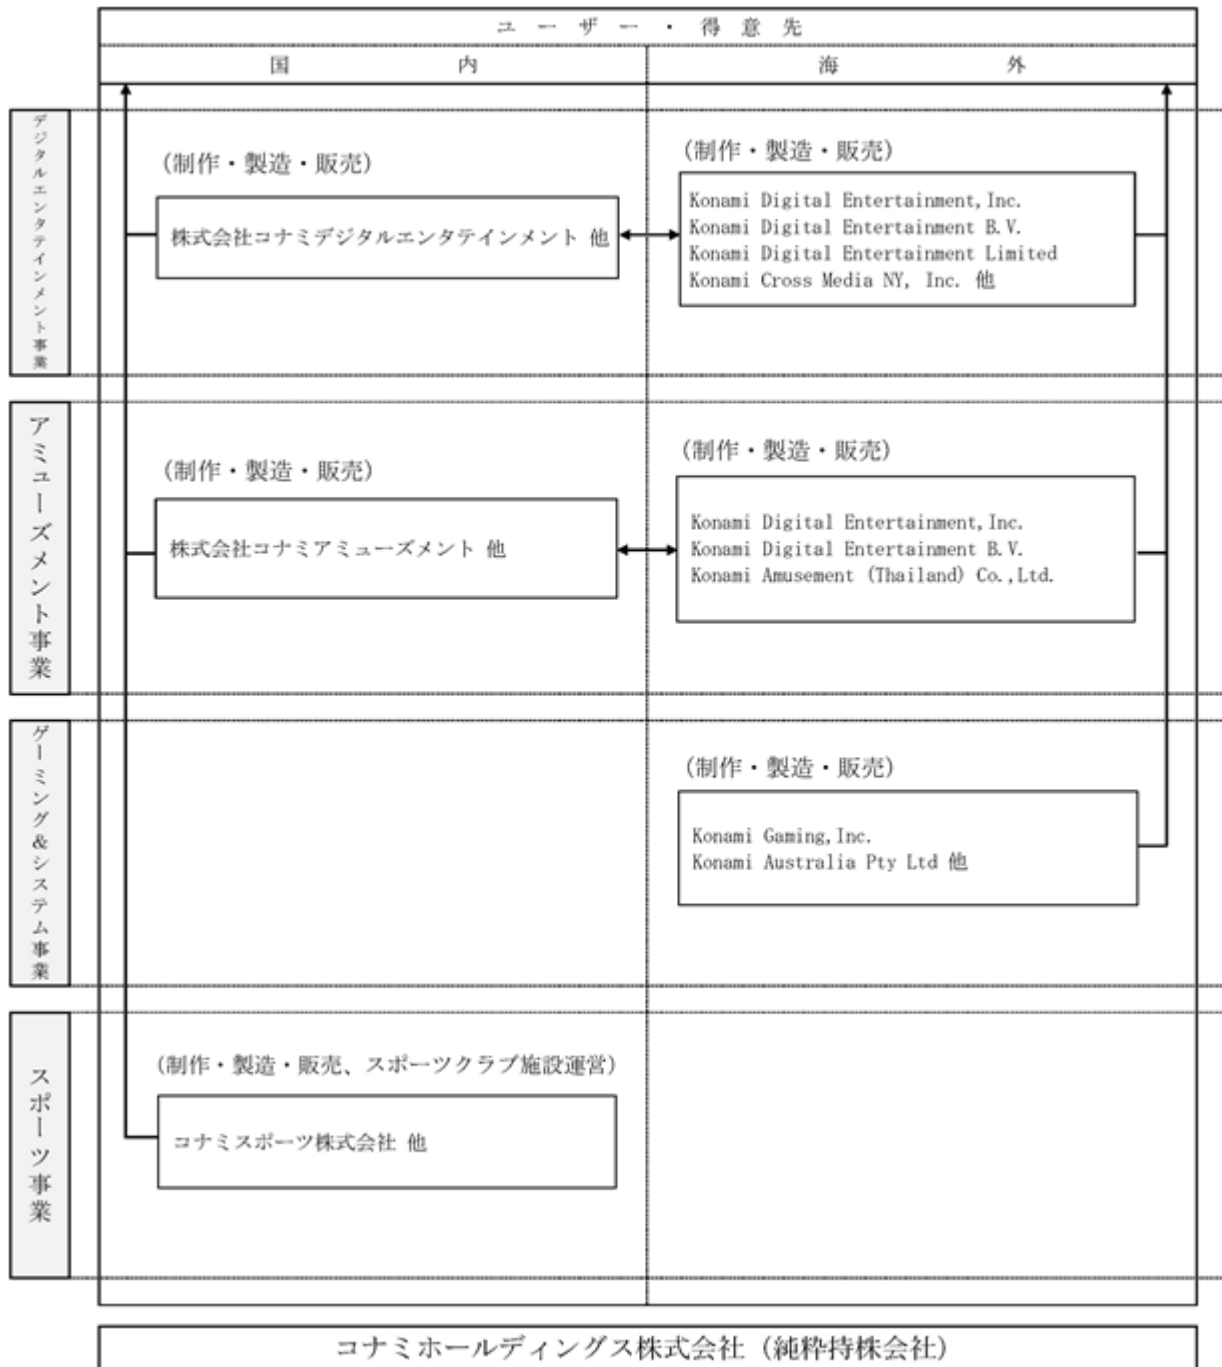 ユーザー・得意先
国内
海外
デジタルエンタテインメント事業
(制作・製造・販売)
株式会社コナミデジタルエンタテインメント 他
(制作・製造・販売)
Konami Digital Entertainment,Inc.
Konami Digital Entertainment B.V.
Konami Digital Entertainment Limited
Konami Cross Media NY, Inc. 他
アミューズメント事業
(制作・製造・販売)
株式会社コナミアミューズメント 他
(制作・製造・販売)
Konami Digital Entertainment,Inc.
Konami Digital Entertainment B.V.
Konami Amusement (Thailand) Co.,Ltd.
ゲーミング&システム事業
(制作・製造・販売)
Konami Gaming,Inc.
Konami Australia Pty Ltd 他
スポーツ事業
(制作・製造・販売、スポーツクラブ施設運営)
コナミスポーツ株式会社 他
コナミホールディングス株式会社(純粋持株会社)